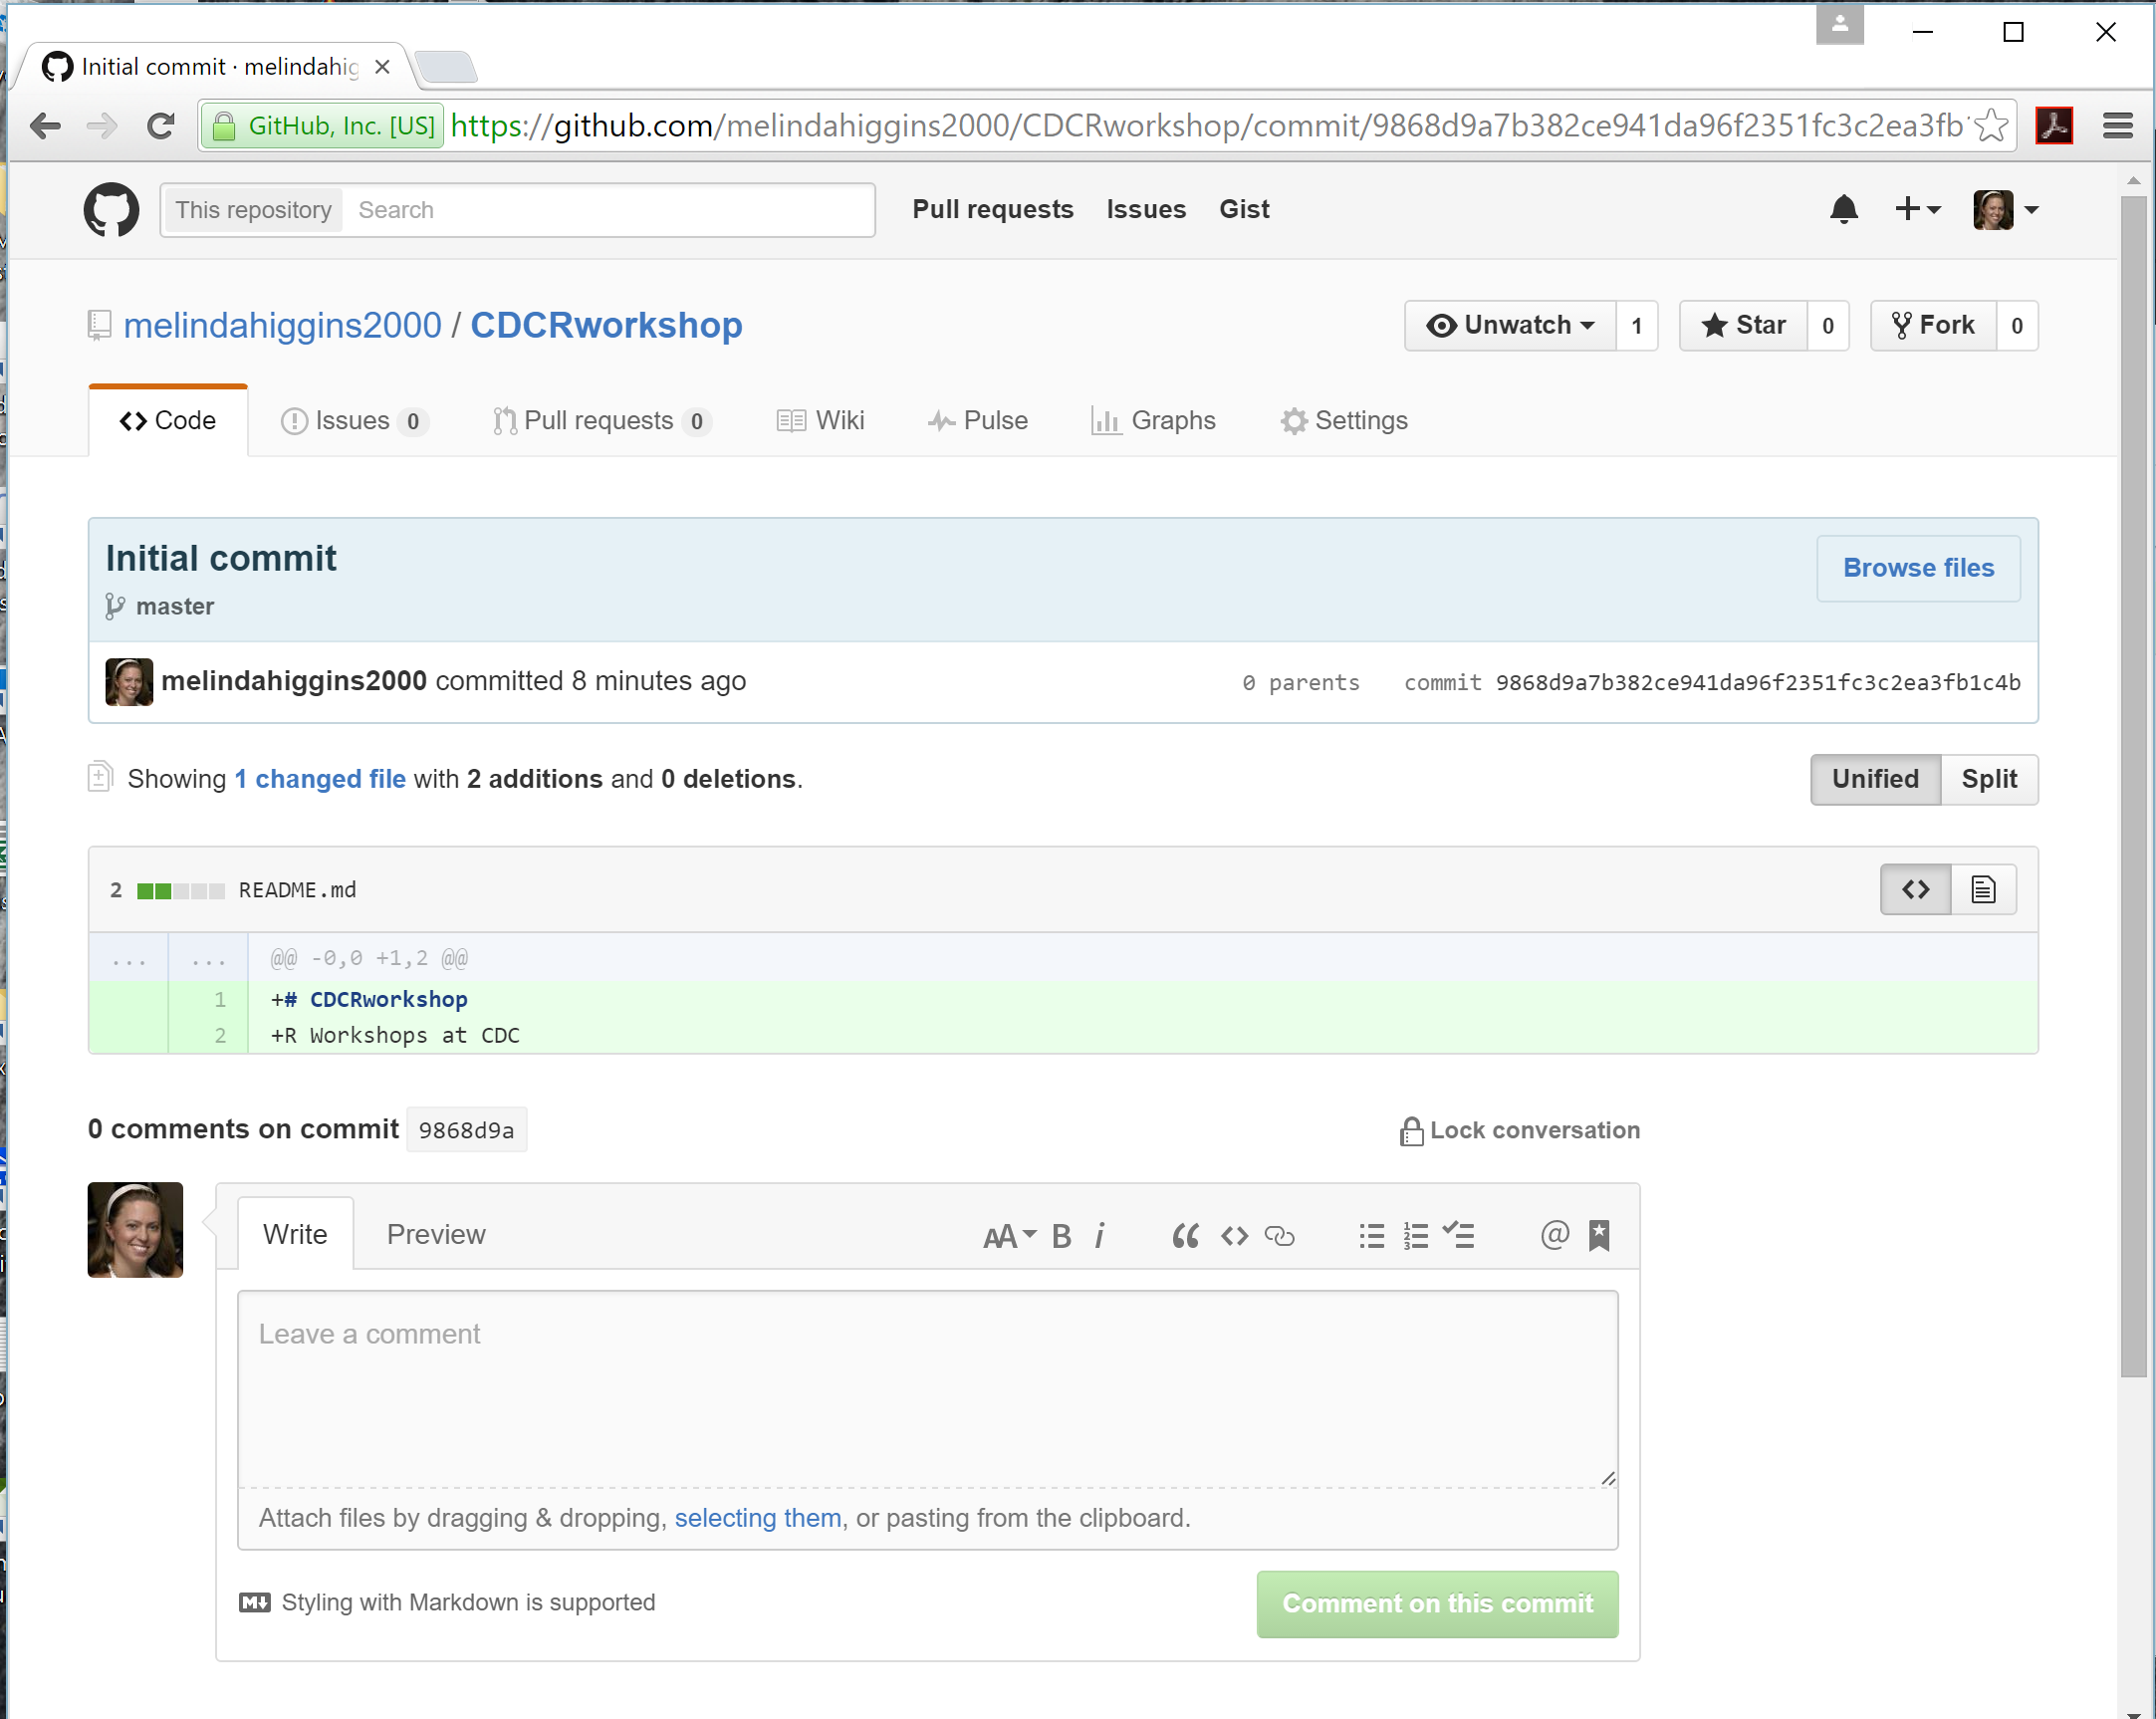 Initial commit · melindahig
GitHub, Inc. [US] https://github.com/melindahiggins2000/CDCRworkshop/commit/9868d9a7b382ce941da96f2351fc3c2ea3fb
This repository Search Pull requests Issues Gist
melindahiggins2000 / CDCRworkshop Unwatch 1 Star 0 Fork 0
Code Issues 0 Pull requests 0 Wiki Pulse Graphs Settings
Initial commit
Browse files
master
melindahiggins2000 committed 8 minutes ago 0 parents commit 9868d9a7b382ce941da96f2351fc3c2ea3fb1c4b
Showing 1 changed file with 2 additions and 0 deletions. Unified Split
2 README.md
... ... @@ -0,0 +1,2 @@
1 +# CDCRworkshop
2 +R Workshops at CDC
0 comments on commit 9868d9a Lock conversation
Write Preview AA B i “ <> @
Leave a comment
Attach files by dragging & dropping, selecting them, or pasting from the clipboard.
Styling with Markdown is supported Comment on this commit